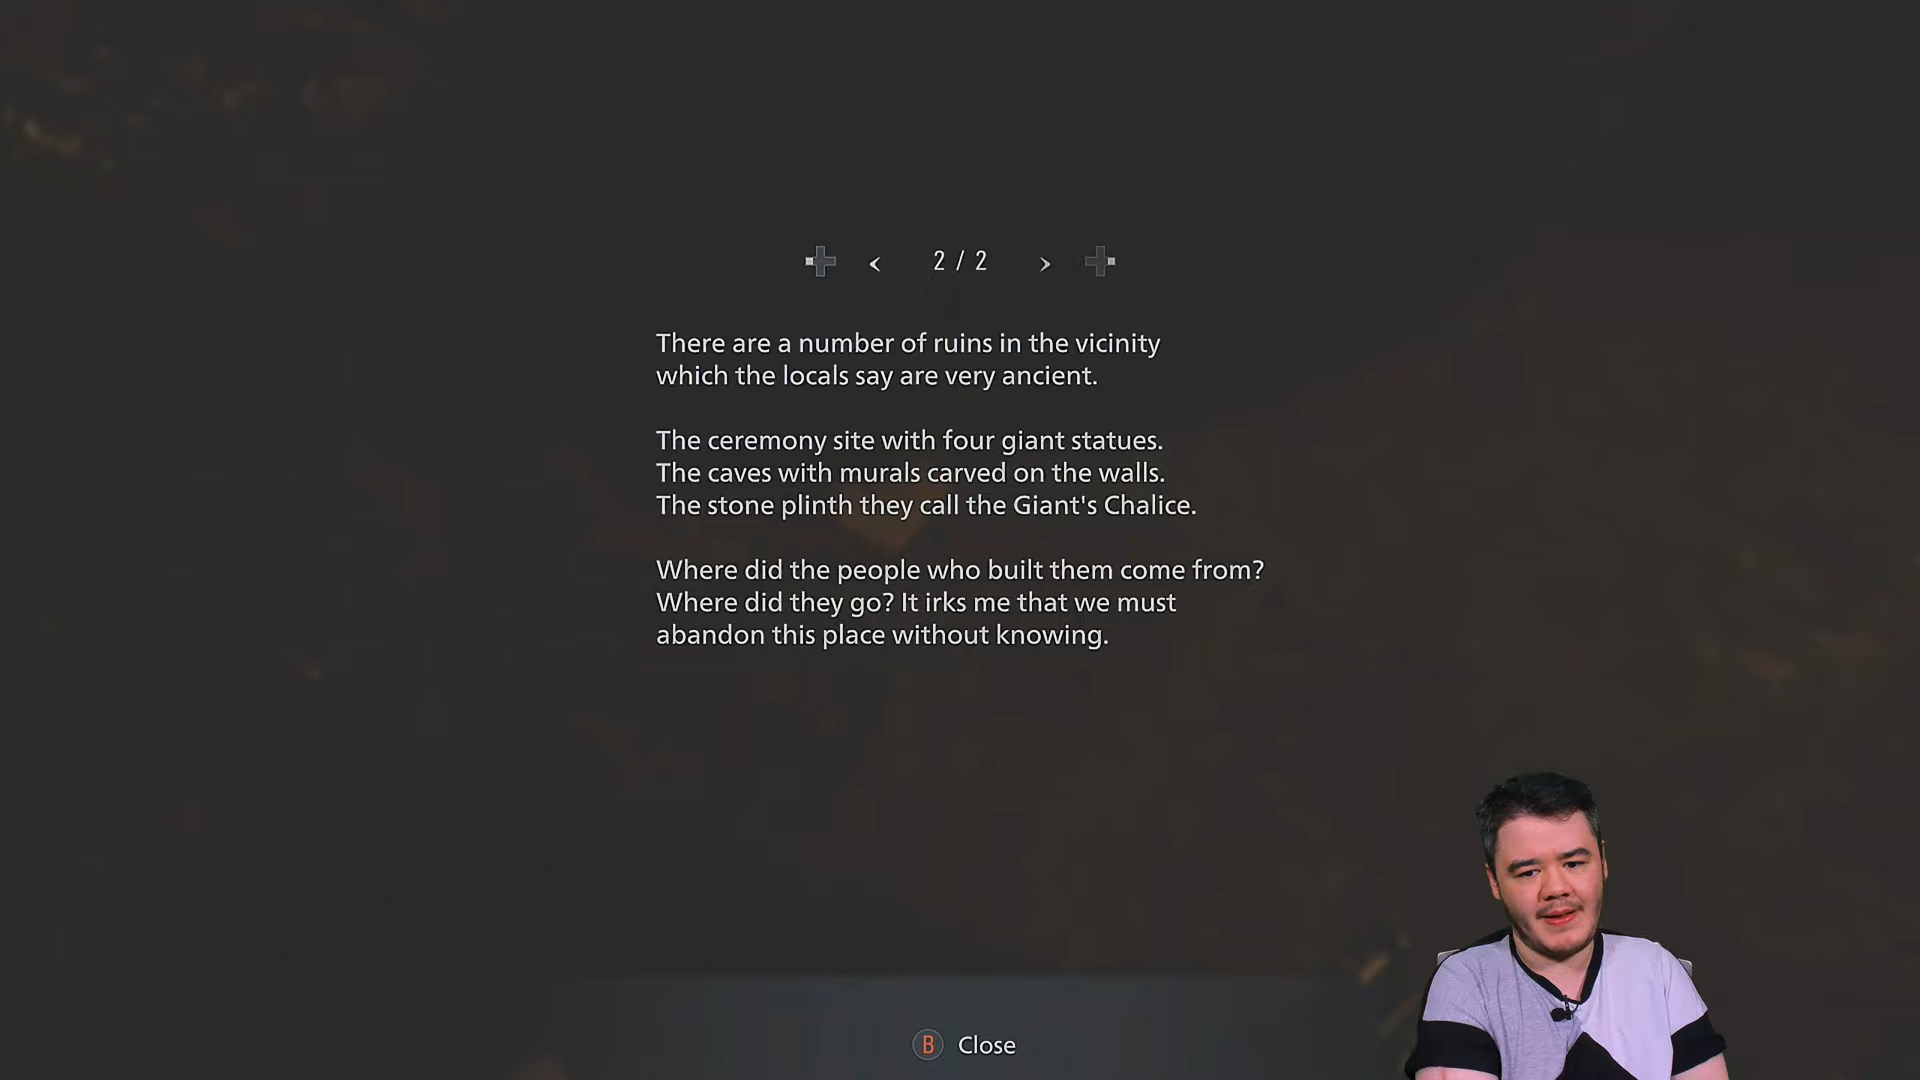 < 2 / 2 >
There are a number of ruins in the vicinity
which the locals say are very ancient.
The ceremony site with four giant statues.
The caves with murals carved on the walls.
The stone plinth they call the Giant's Chalice.
Where did the people who built them come from?
Where did they go? It irks me that we must
abandon this place without knowing.
B Close